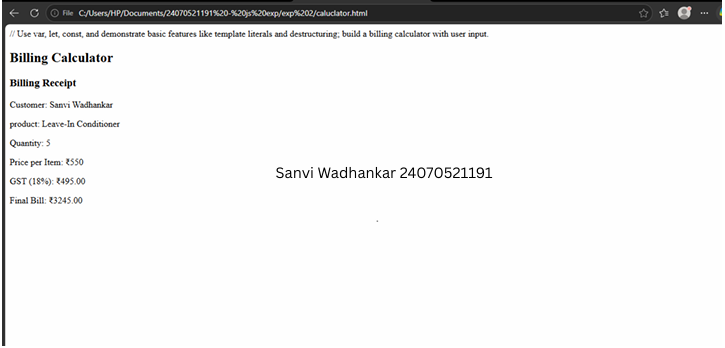 File C:/Users/HP/Documents/24070521191%20-%20js%20exp/exp%202/caluclator.html
// Use var, let, const, and demonstrate basic features like template literals and destructuring; build a billing calculator with user input.
Billing Calculator
Billing Receipt
Customer: Sanvi Wadhankar
product: Leave-In Conditioner
Quantity: 5
Price per Item: ₹550
Sanvi Wadhankar 24070521191
GST (18%): ₹495.00
Final Bill: ₹3245.00